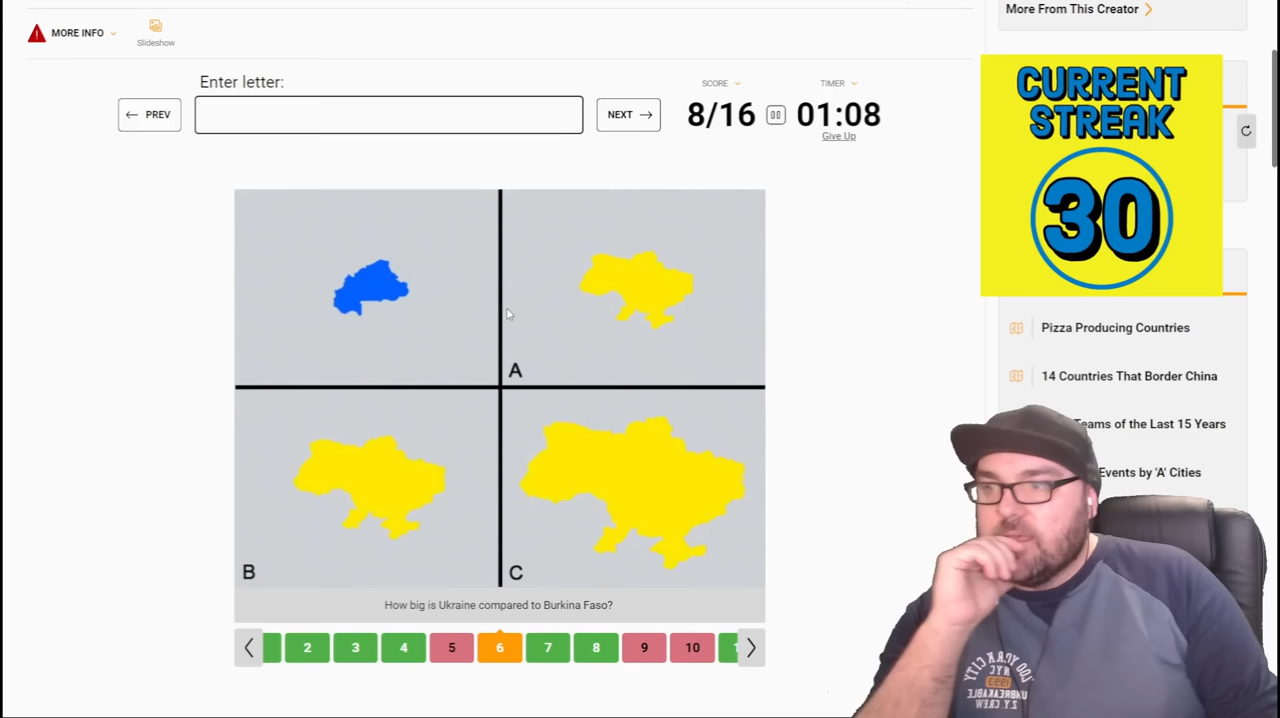 More From This Creator
MORE INFO
Slideshow
Enter letter:
PREV
NEXT
SCORE
8/16
TIMER
01:08
Give Up
CURRENT
STREAK
30
A
B
C
How big is Ukraine compared to Burkina Faso?
2 3 4 5 6 7 8 9 10
Pizza Producing Countries
14 Countries That Border China
Teams of the Last 15 Years
Events by 'A' Cities
NYC
1993